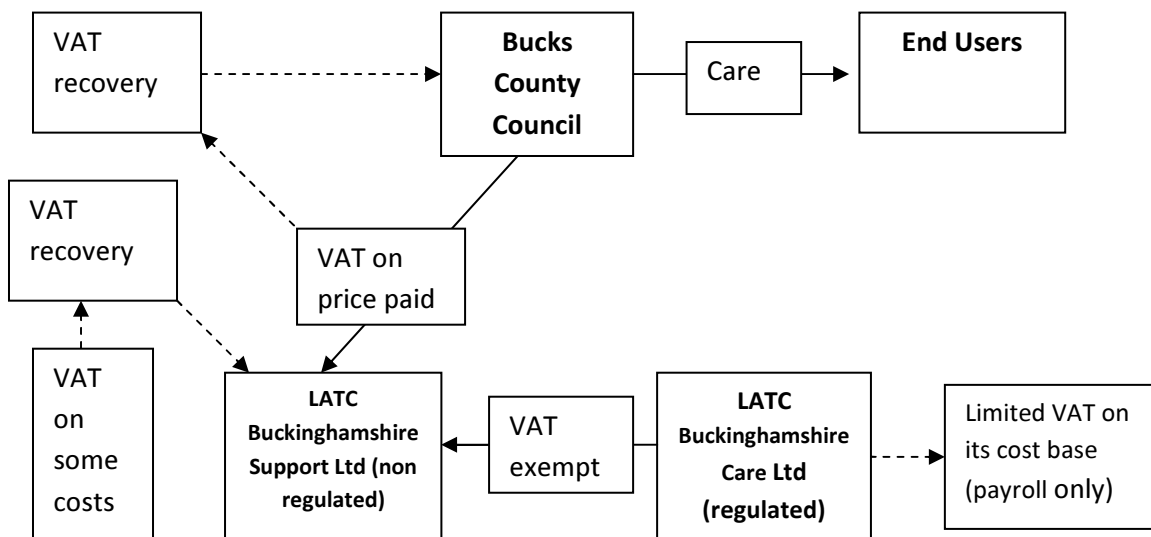 VAT
recovery
Bucks
County
Council
Care
End Users
VAT
recovery
VAT on
price paid
VAT
on
some
costs
LATC
Buckinghamshire
Support Ltd (non
regulated)
VAT
exempt
LATC
Buckinghamshire
Care Ltd
(regulated)
Limited VAT on
its cost base
(payroll only)